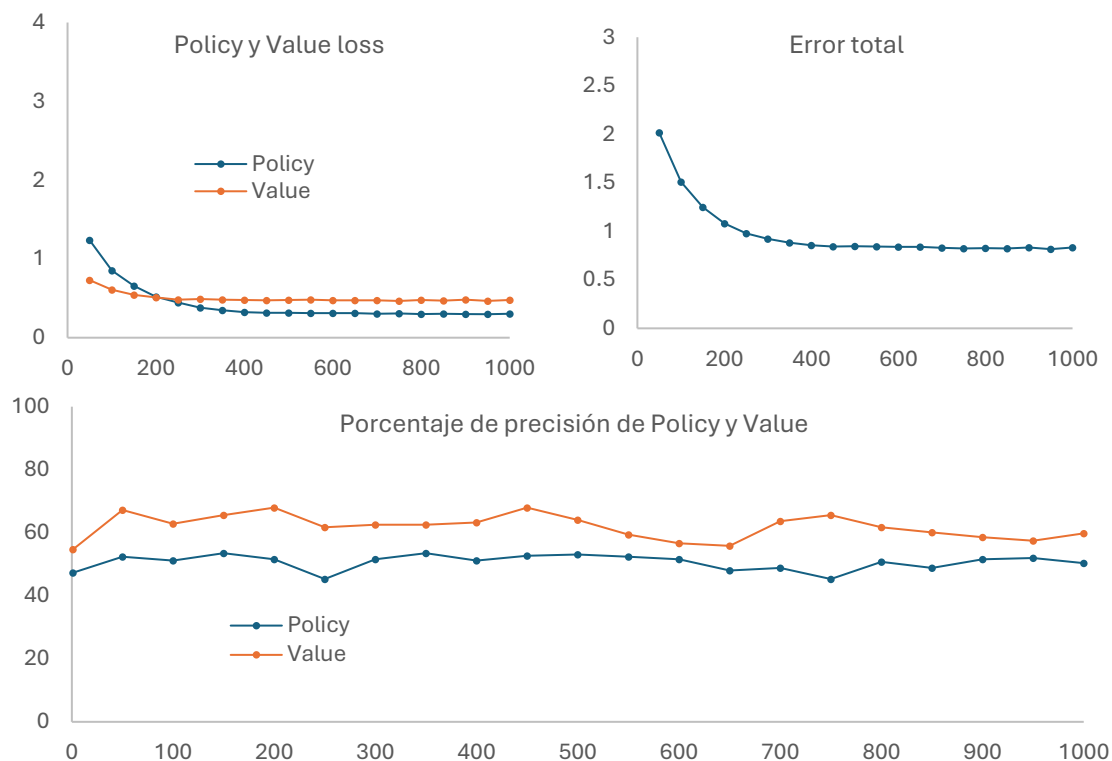 Policy y Value loss
4
3
2
1
0
Policy
Value
0 200 400 600 800 1000
Error total
3
2.5
2
1.5
1
0.5
0
0 200 400 600 800 1000
Porcentaje de precisión de Policy y Value
100
80
60
40
20
0
Policy
Value
0 100 200 300 400 500 600 700 800 900 1000